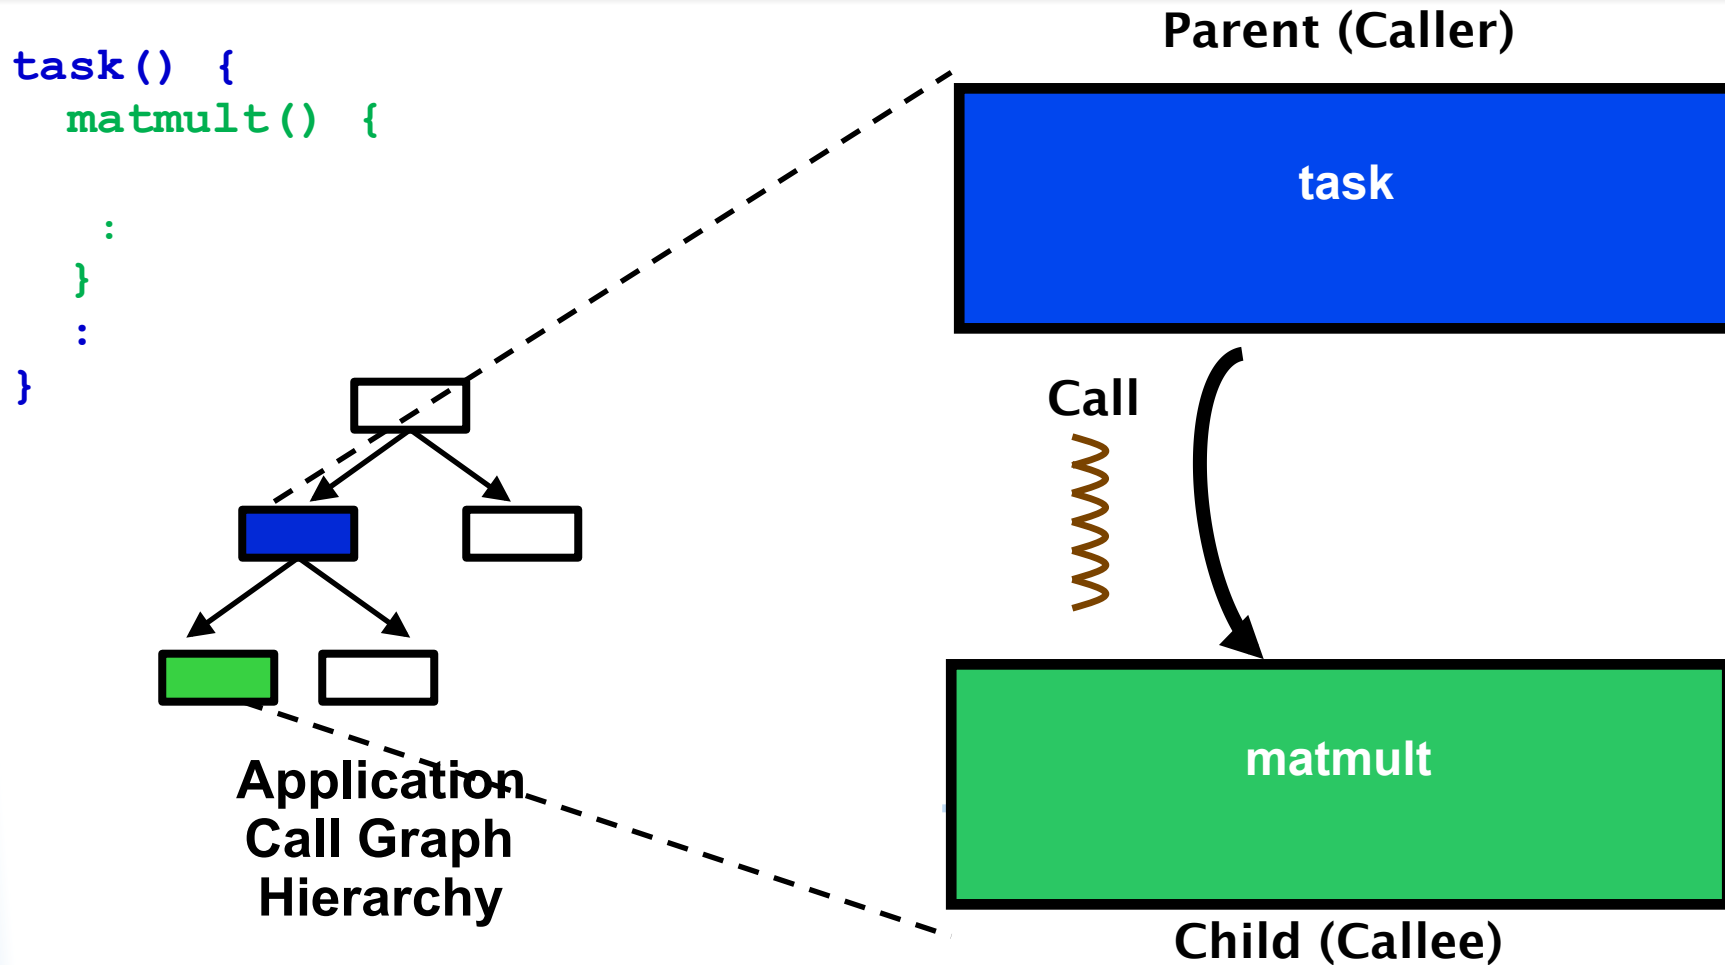 task() {
matmult() {
:
}
:
}
Application
Call Graph
Hierarchy
Parent (Caller)
task
Call
matmult
Child (Callee)